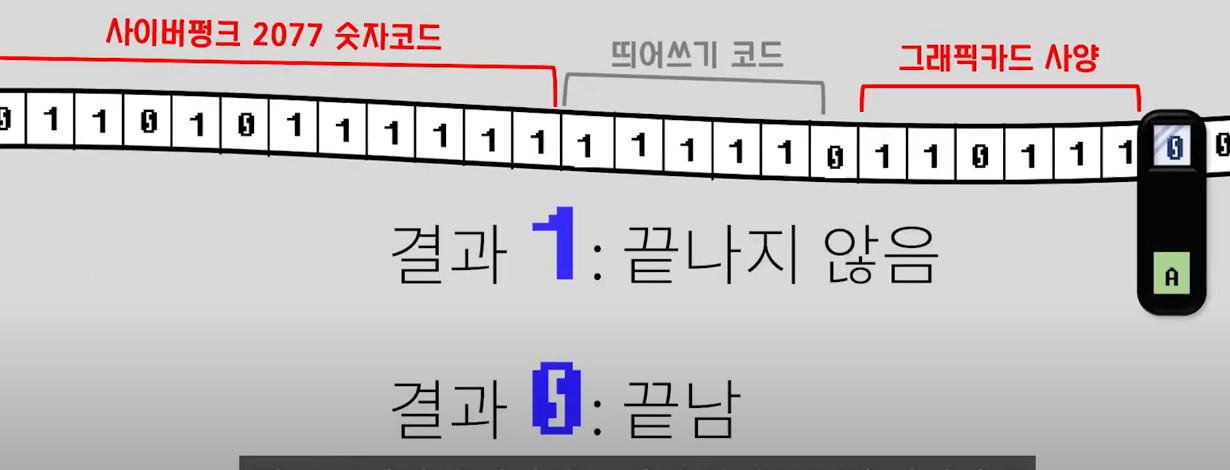 사이버펑크 2077 숫자코드 띄어쓰기 코드 그래픽카드 사양
0 1 1 0 1 0 1 1 1 1 1 1 1 1 1 1 1 0 1 1 0 1 1 1 0 0
A
결과 1: 끝나지 않음
결과 0: 끝남